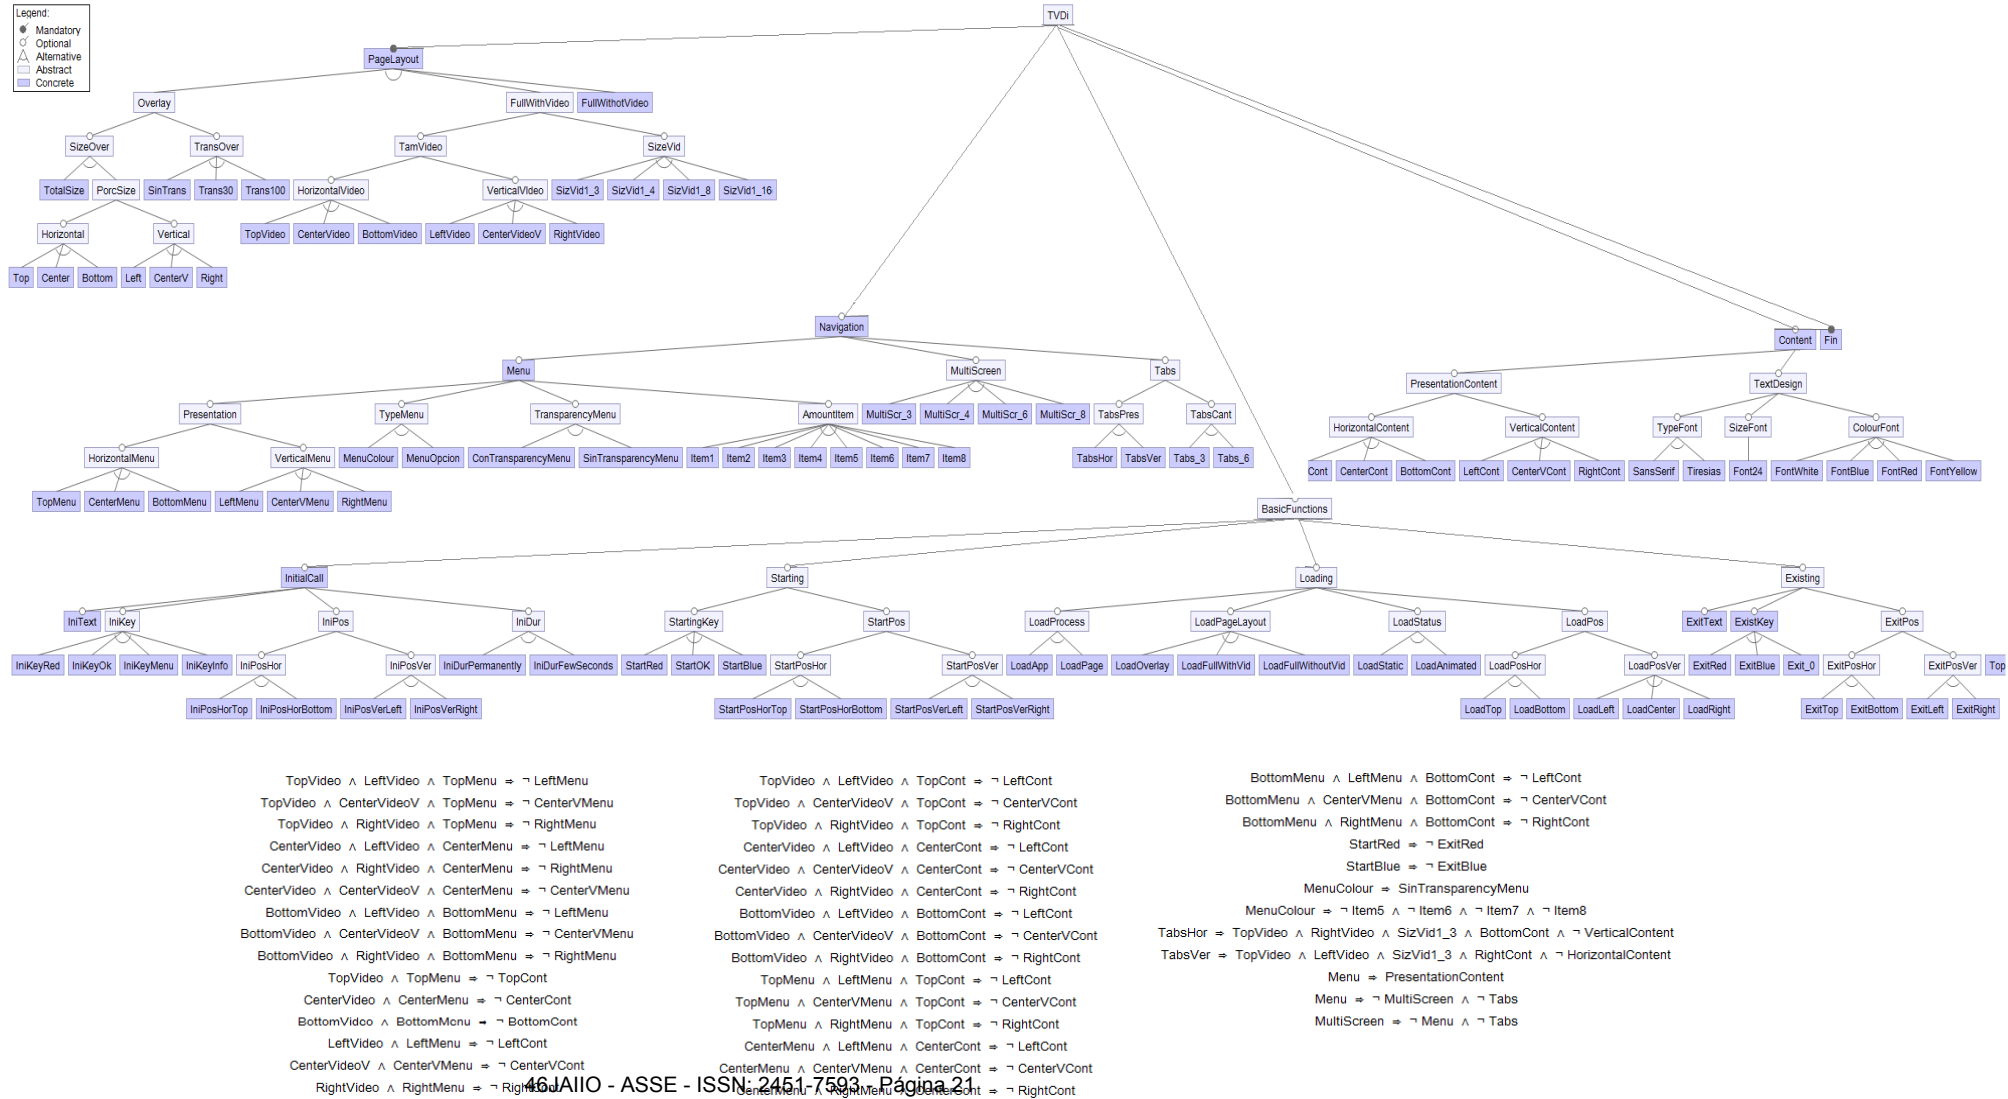 Legend:
Mandatory
Optional
Alternative
Abstract
Concrete
TVDi
PageLayout
Overlay FullWithVideo FullWithotVideo
SizeOver TransOver TamVideo SizeVid
TotalSize PorcSize SinTrans Trans30 Trans100 HorizontalVideo VerticalVIdeo SizVid1_3 SizVid1_4 SizVid1_8 SizVid1_16
Horizontal Vertical TopVideo CenterVideo BottomVideo LeftVideo CenterVideoV RightVideo
Top Center Bottom Left CenterV Right
Navigation
Content Fin
Menu MultiScreen Tabs
PresentationContent TextDesign
Presentation TypeMenu TransparencyMenu AmountItem MultiScr_3 MultiScr_4 MultiScr_6 MultiScr_8 TabsPres TabsCant
HorizontalContent VerticalContent TypeFont SizeFont ColourFont
HorizontalMenu VerticalMenu MenuColour MenuOpcion ConTransparencyMenu SinTransparencyMenu Item1 Item2 Item3 Item4 Item5 Item6 Item7 Item8 TabsHor TabsVer Tabs_3 Tabs_6
Cont CenterCont BottomCont LeftCont CenterVCont RightCont SansSerif Tiresias Font24 FontWhite FontBlue FontRed FontYellow
TopMenu CenterMenu BottomMenu LeftMenu CenterVMenu RightMenu
BasicFunctions
InitialCall Starting Loading Existing
IniText IniKey IniPos IniDur StartingKey StartPos LoadProcess LoadPageLayout LoadStatus LoadPos ExitText ExistKey ExitPos
IniKeyRed IniKeyOk IniKeyMenu IniKeyInfo IniPosHor IniPosVer IniDurPermanently IniDurFewSeconds StartRed StartOK StartBlue StartPosHor StartPosVer LoadApp LoadPage LoadOverlay LoadFullWithVid LoadFullWithoutVid LoadStatic LoadAnimated LoadPosHor LoadPosVer ExitRed ExitBlue Exit_0 ExitPosHor ExitPosVer Top
IniPosHorTop IniPosHorBottom IniPosVerLeft IniPosVerRight StartPosHorTop StartPosHorBottom StartPosVerLeft StartPosVerRight LoadTop LoadBottom LoadLeft LoadCenter LoadRight ExitTop ExitBottom ExitLeft ExitRight
TopVideo ∧ LeftVideo ∧ TopMenu ⇒ ¬ LeftMenu
TopVideo ∧ CenterVideoV ∧ TopMenu ⇒ ¬ CenterVMenu
TopVideo ∧ RightVideo ∧ TopMenu ⇒ ¬ RightMenu
CenterVideo ∧ LeftVideo ∧ CenterMenu ⇒ ¬ LeftMenu
CenterVideo ∧ RightVideo ∧ CenterMenu ⇒ ¬ RightMenu
CenterVideo ∧ CenterVideoV ∧ CenterMenu ⇒ ¬ CenterVMenu
BottomVideo ∧ LeftVideo ∧ BottomMenu ⇒ ¬ LeftMenu
BottomVideo ∧ CenterVideoV ∧ BottomMenu ⇒ ¬ CenterVMenu
BottomVideo ∧ RightVideo ∧ BottomMenu ⇒ ¬ RightMenu
TopVideo ∧ TopMenu ⇒ ¬ TopCont
CenterVideo ∧ CenterMenu ⇒ ¬ CenterCont
BottomVideo ∧ BottomMenu ⇒ ¬ BottomCont
LeftVideo ∧ LeftMenu ⇒ ¬ LeftCont
CenterVideoV ∧ CenterVMenu ⇒ ¬ CenterVCont
RightVideo ∧ RightMenu ⇒ ¬ RightCont
TopVideo ∧ LeftVideo ∧ TopCont ⇒ ¬ LeftCont
TopVideo ∧ CenterVideoV ∧ TopCont ⇒ ¬ CenterVCont
TopVideo ∧ RightVideo ∧ TopCont ⇒ ¬ RightCont
CenterVideo ∧ LeftVideo ∧ CenterCont ⇒ ¬ LeftCont
CenterVideo ∧ CenterVideoV ∧ CenterCont ⇒ ¬ CenterVCont
CenterVideo ∧ RightVideo ∧ CenterCont ⇒ ¬ RightCont
BottomVideo ∧ LeftVideo ∧ BottomCont ⇒ ¬ LeftCont
BottomVideo ∧ CenterVideoV ∧ BottomCont ⇒ ¬ CenterVCont
BottomVideo ∧ RightVideo ∧ BottomCont ⇒ ¬ RightCont
TopMenu ∧ LeftMenu ∧ TopCont ⇒ ¬ LeftCont
TopMenu ∧ CenterVMenu ∧ TopCont ⇒ ¬ CenterVCont
TopMenu ∧ RightMenu ∧ TopCont ⇒ ¬ RightCont
CenterMenu ∧ LeftMenu ∧ CenterCont ⇒ ¬ LeftCont
CenterMenu ∧ CenterVMenu ∧ CenterCont ⇒ ¬ CenterVCont
CenterMenu ∧ RightMenu ∧ CenterCont ⇒ ¬ RightCont
BottomMenu ∧ LeftMenu ∧ BottomCont ⇒ ¬ LeftCont
BottomMenu ∧ CenterVMenu ∧ BottomCont ⇒ ¬ CenterVCont
BottomMenu ∧ RightMenu ∧ BottomCont ⇒ ¬ RightCont
StartRed ⇒ ¬ ExitRed
StartBlue ⇒ ¬ ExitBlue
MenuColour ⇒ SinTransparencyMenu
MenuColour ⇒ ¬ Item5 ∧ ¬ Item6 ∧ ¬ Item7 ∧ ¬ Item8
TabsHor ⇒ TopVideo ∧ RightVideo ∧ SizVid1_3 ∧ BottomCont ∧ ¬ VerticalContent
TabsVer ⇒ TopVideo ∧ LeftVideo ∧ SizVid1_3 ∧ RightCont ∧ ¬ HorizontalContent
Menu ⇒ PresentationContent
Menu ⇒ ¬ MultiScreen ∧ ¬ Tabs
MultiScreen ⇒ ¬ Menu ∧ ¬ Tabs
46JAIIO - ASSE - ISSN: 2451-7593 - Página 21